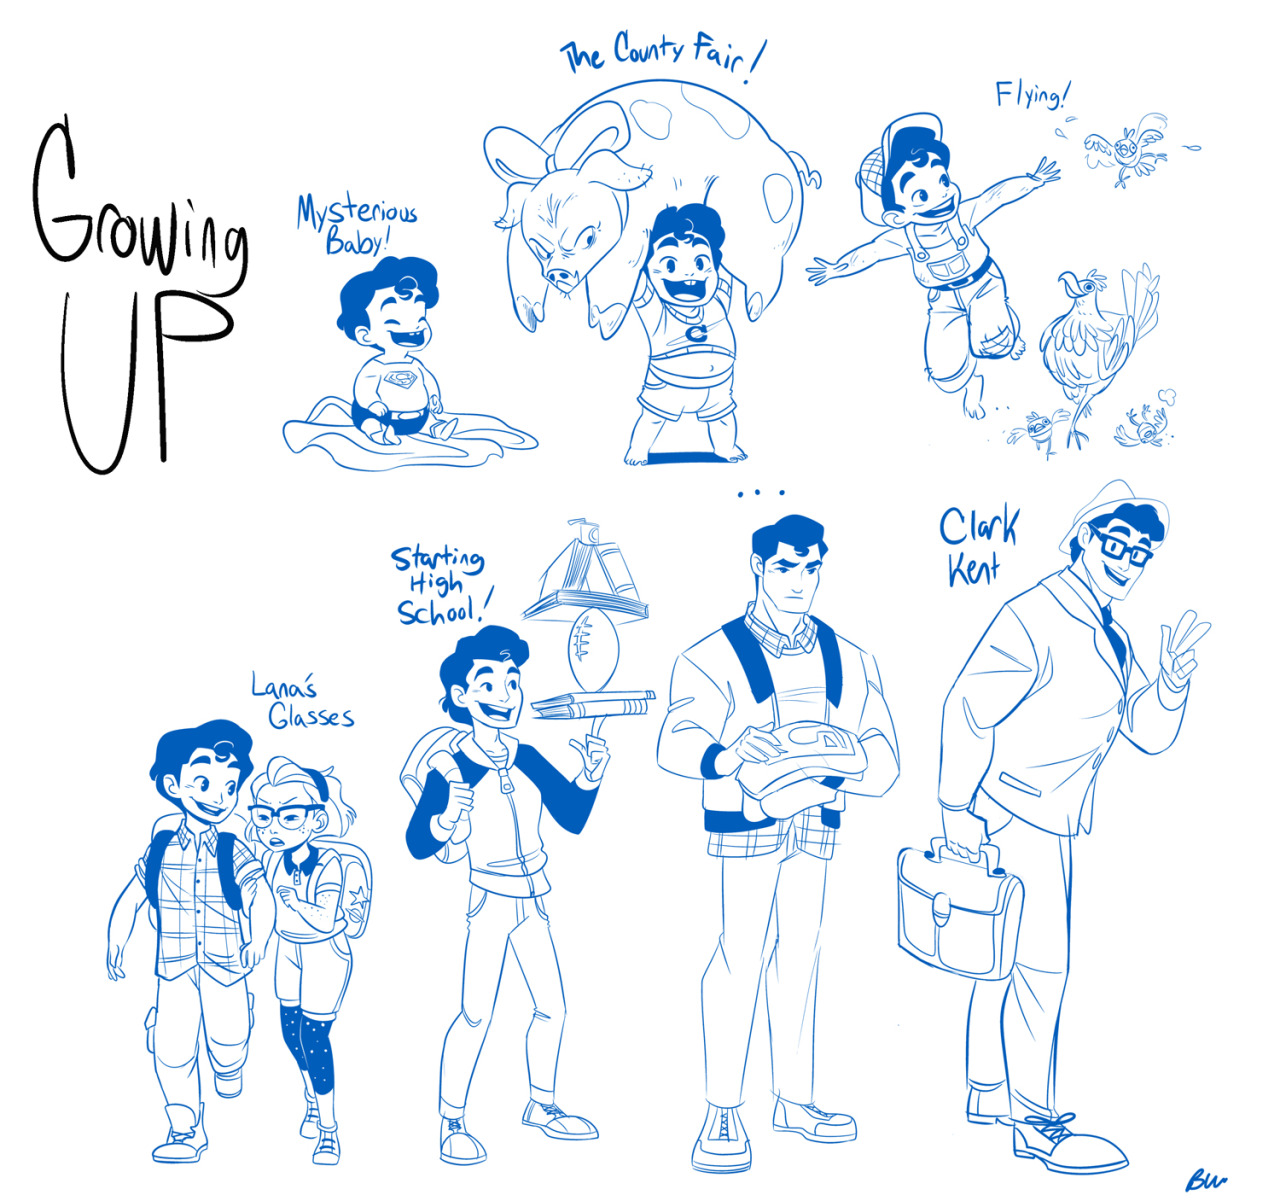 Growing
UP
Mysterious
Baby!
The County Fair!
C
Flying!
Lana's
Glasses
Starting
High
School!
...
Clark
Kent
BW